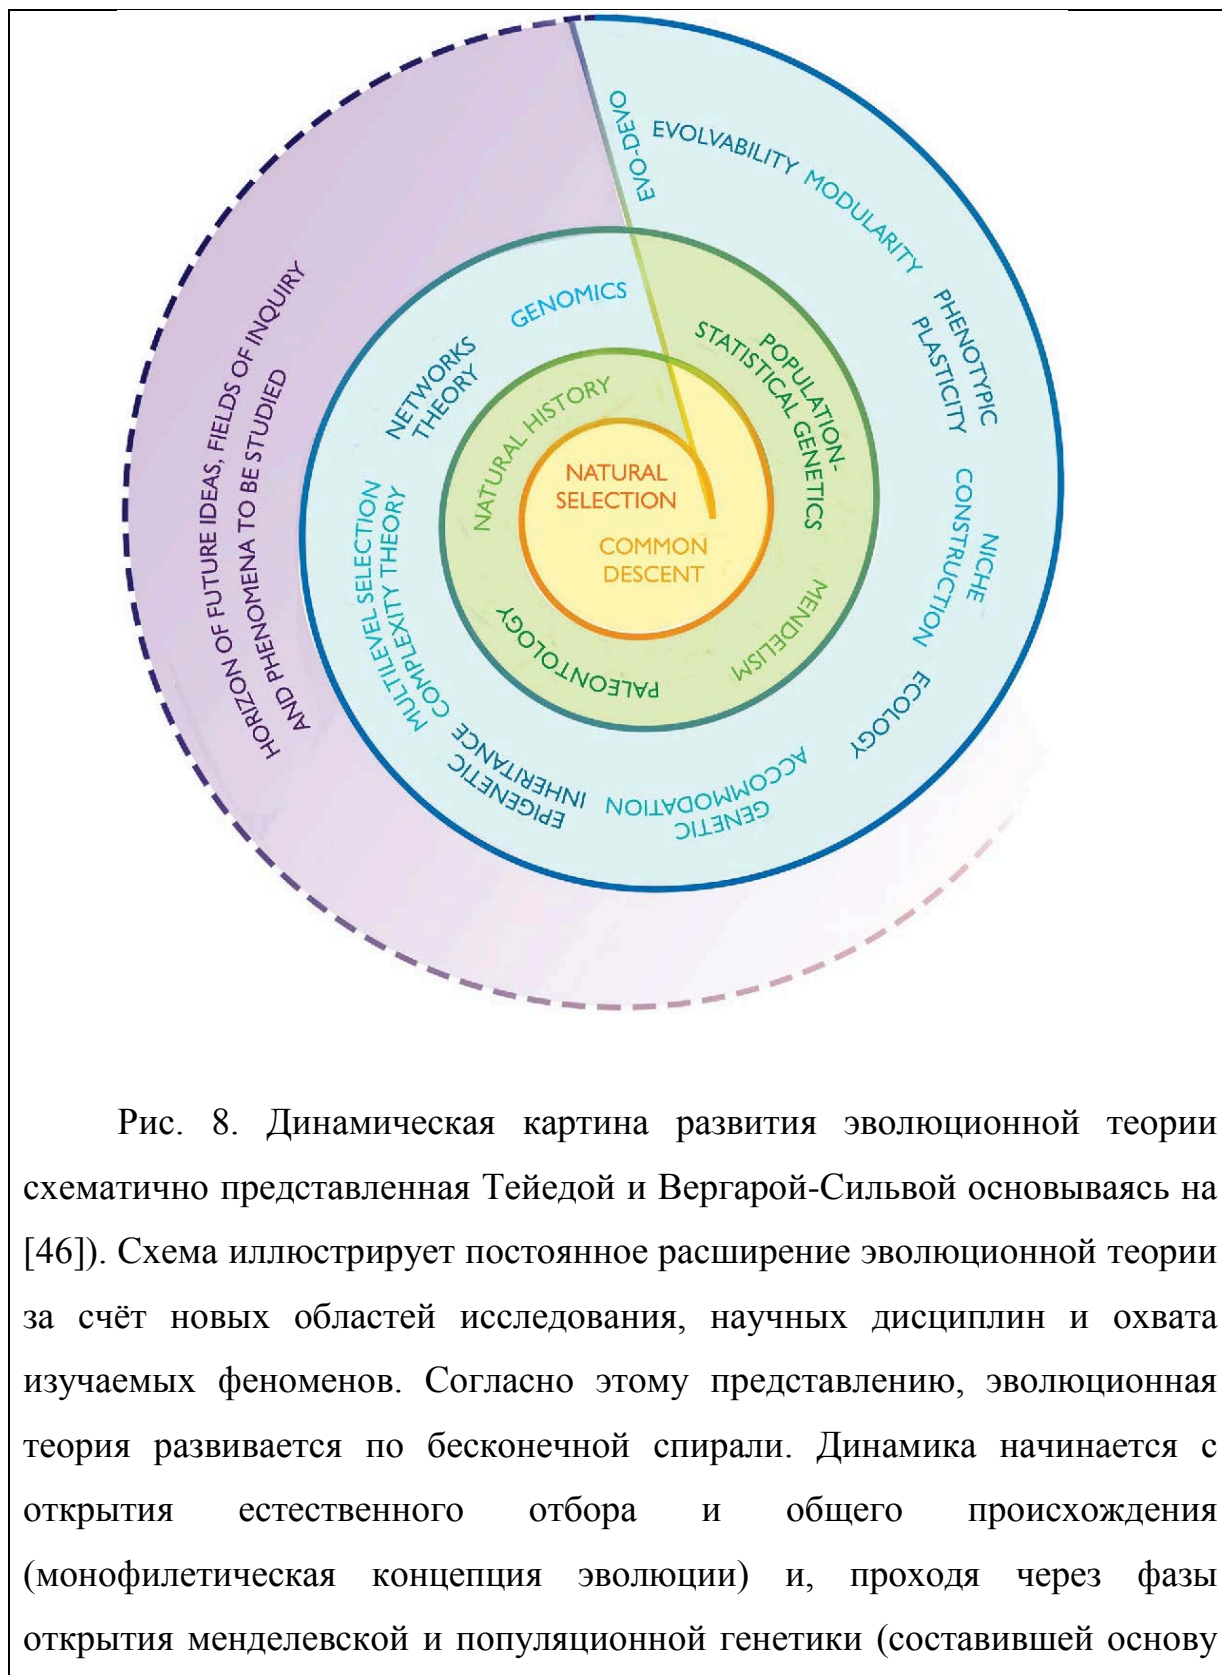 EVO-DEVO
EVOLVABILITY
MODULARITY
PHENOTYPIC
PLASTICITY
NICHE
CONSTRUCTION
ECOLOGY
GENETIC
ACCOMMODATION
EPIGENETIC
INHERITANCE
MULTILEVEL SELECTION
COMPLEXITY THEORY
NETWORKS
THEORY
GENOMICS
POPULATION-
STATISTICAL GENETICS
MENDELISM
PALEONTOLOGY
NATURAL HISTORY
NATURAL
SELECTION
COMMON
DESCENT
HORIZON OF FUTURE IDEAS, FIELDS OF INQUIRY
AND PHENOMENA TO BE STUDIED
Рис. 8. Динамическая картина развития эволюционной теории
схематично представленная Тейедой и Вергарой-Сильвой основываясь на
[46]). Схема иллюстрирует постоянное расширение эволюционной теории
за счёт новых областей исследования, научных дисциплин и охвата
изучаемых феноменов. Согласно этому представлению, эволюционная
теория развивается по бесконечной спирали. Динамика начинается с
открытия естественного отбора и общего происхождения
(монофилетическая концепция эволюции) и, проходя через фазы
открытия менделевской и популяционной генетики (составившей основу